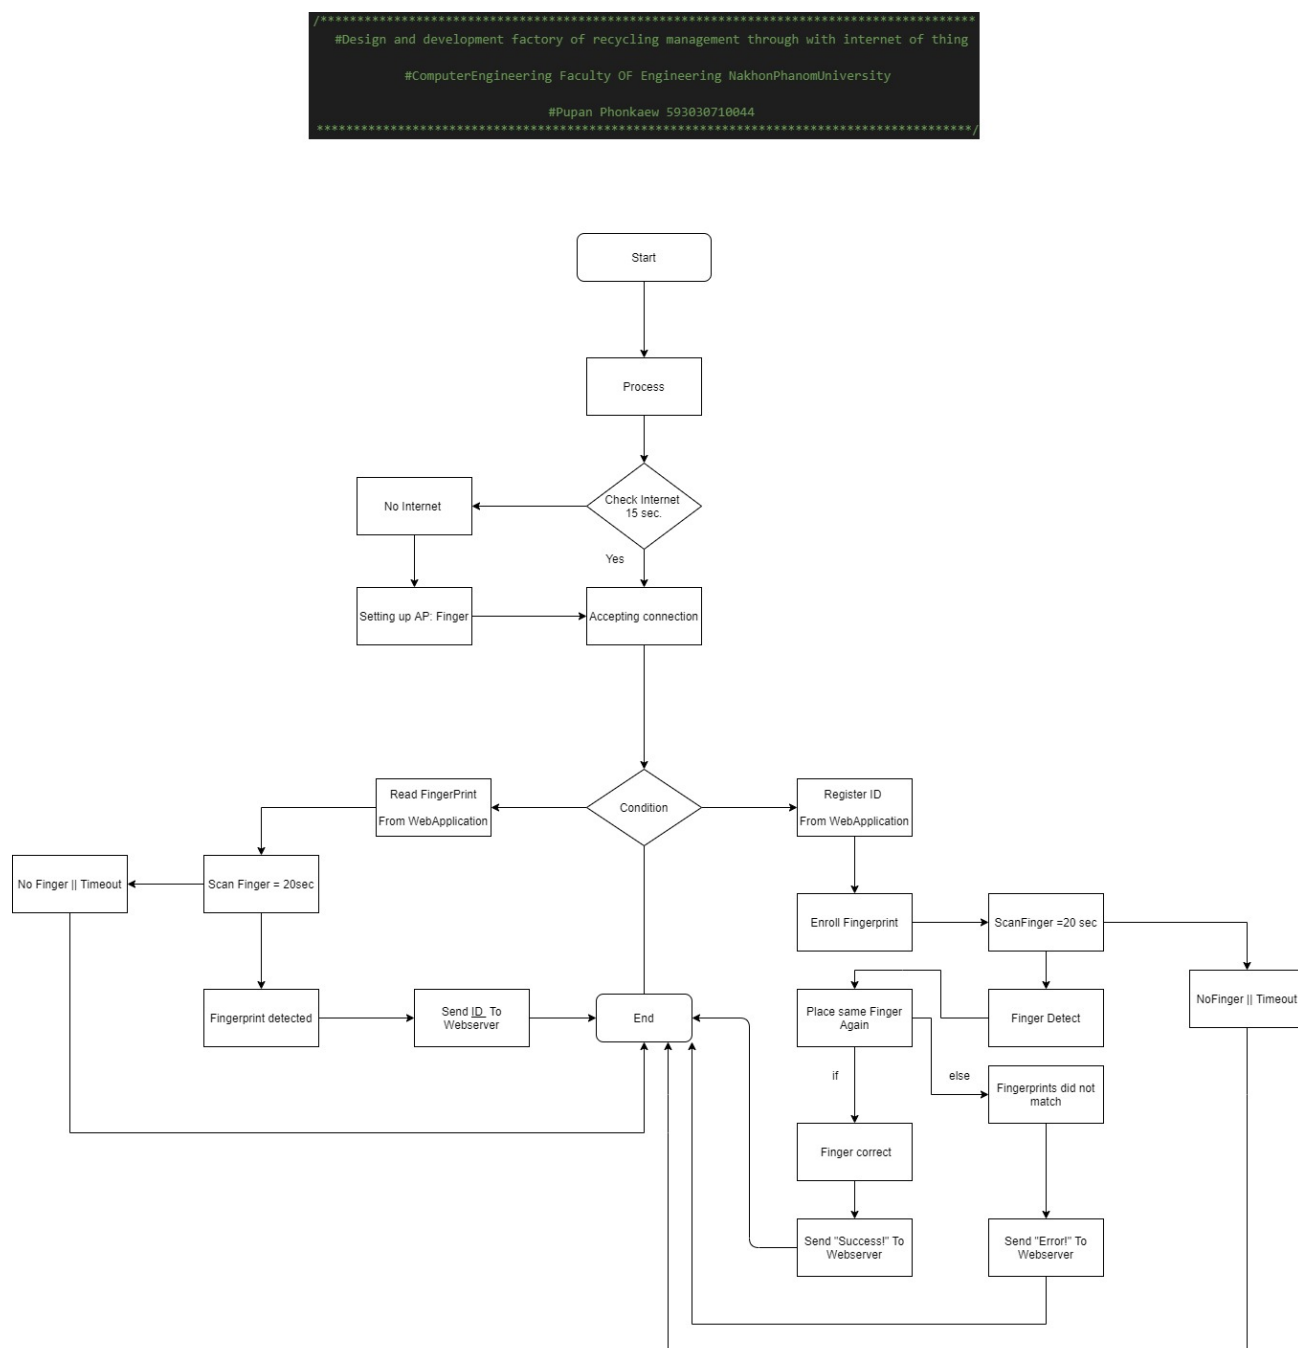 /******************************************************************************************
#Design and development factory of recycling management through with internet of thing
#ComputerEngineering Faculty OF Engineering NakhonPhanomUniversity
#Pupan Phonkaew 593030710044
******************************************************************************************/
Start
Process
Check Internet
15 sec.
No Internet
Yes
Setting up AP: Finger
Accepting connection
Condition
Read FingerPrint
From WebApplication
Register ID
From WebApplication
No Finger || Timeout
Scan Finger = 20sec
Enroll Fingerprint
ScanFinger =20 sec
NoFinger || Timeout
Fingerprint detected
Send ID To
Webserver
End
Place same Finger
Again
Finger Detect
if
else
Fingerprints did not
match
Finger correct
Send "Success!" To
Webserver
Send "Error!" To
Webserver